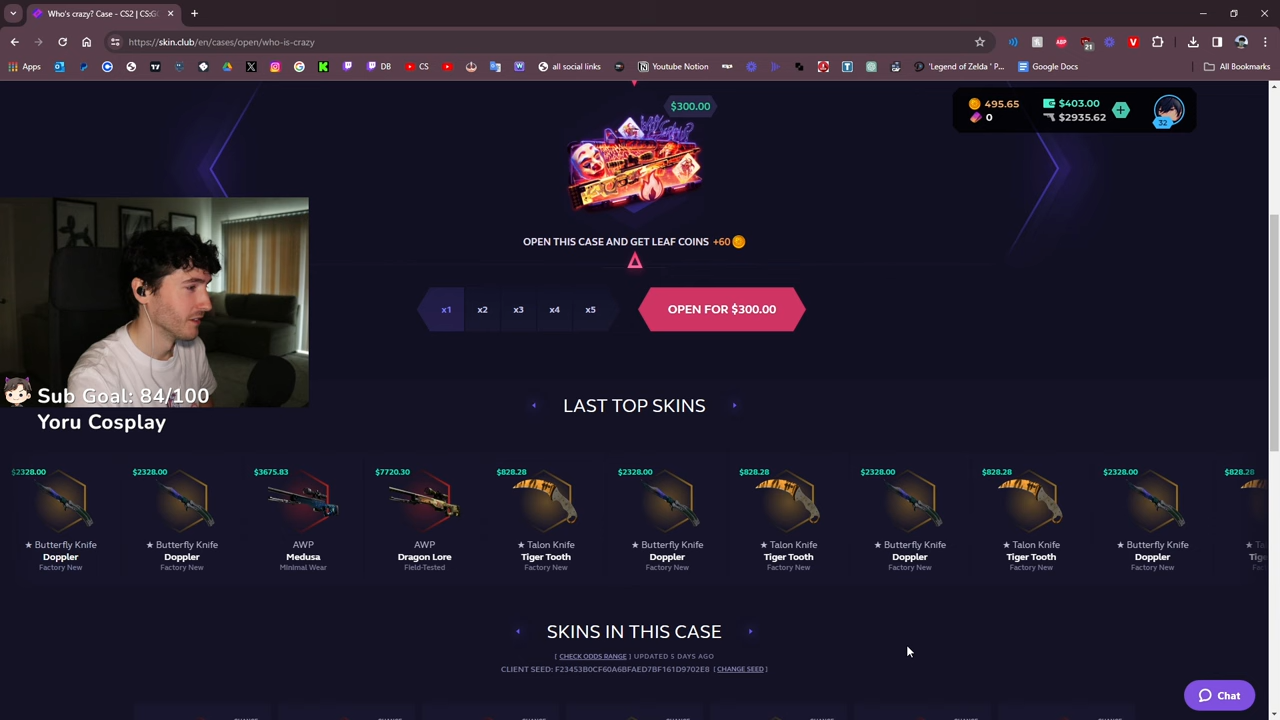 Who's crazy? Case - CS2 | CS:G
https://skin.club/en/cases/open/who-is-crazy
Apps
DB
CS
all social links
Notion Notebook
'Legend of Zelda ' P...
Google Docs
All Bookmarks
21
$300.00
495.65
$403.00
0
$2935.62
32
OPEN THIS CASE AND GET LEAF COINS +60
x1
x2
x3
x4
x5
OPEN FOR $300.00
Sub Goal: 84/100
Yoru Cosplay
LAST TOP SKINS
$2328.00
$2328.00
$3675.83
$7720.30
$828.28
$2328.00
$828.28
$2328.00
$828.28
$2328.00
$828.28
★ Butterfly Knife
Doppler
Factory New
★ Butterfly Knife
Doppler
Factory New
AWP
Medusa
Minimal Wear
AWP
Dragon Lore
Field-Tested
★ Talon Knife
Tiger Tooth
Factory New
★ Butterfly Knife
Doppler
Factory New
★ Talon Knife
Tiger Tooth
Factory New
★ Butterfly Knife
Doppler
Factory New
★ Talon Knife
Tiger Tooth
Factory New
★ Butterfly Knife
Doppler
Factory New
★ T
Tig
Fa
SKINS IN THIS CASE
[ CHECK ODDS RANGE ] UPDATED 5 DAYS AGO
CLIENT SEED: F23453B0CF60A6BFAED7BF161D9702EB [ CHANGE SEED ]
Chat